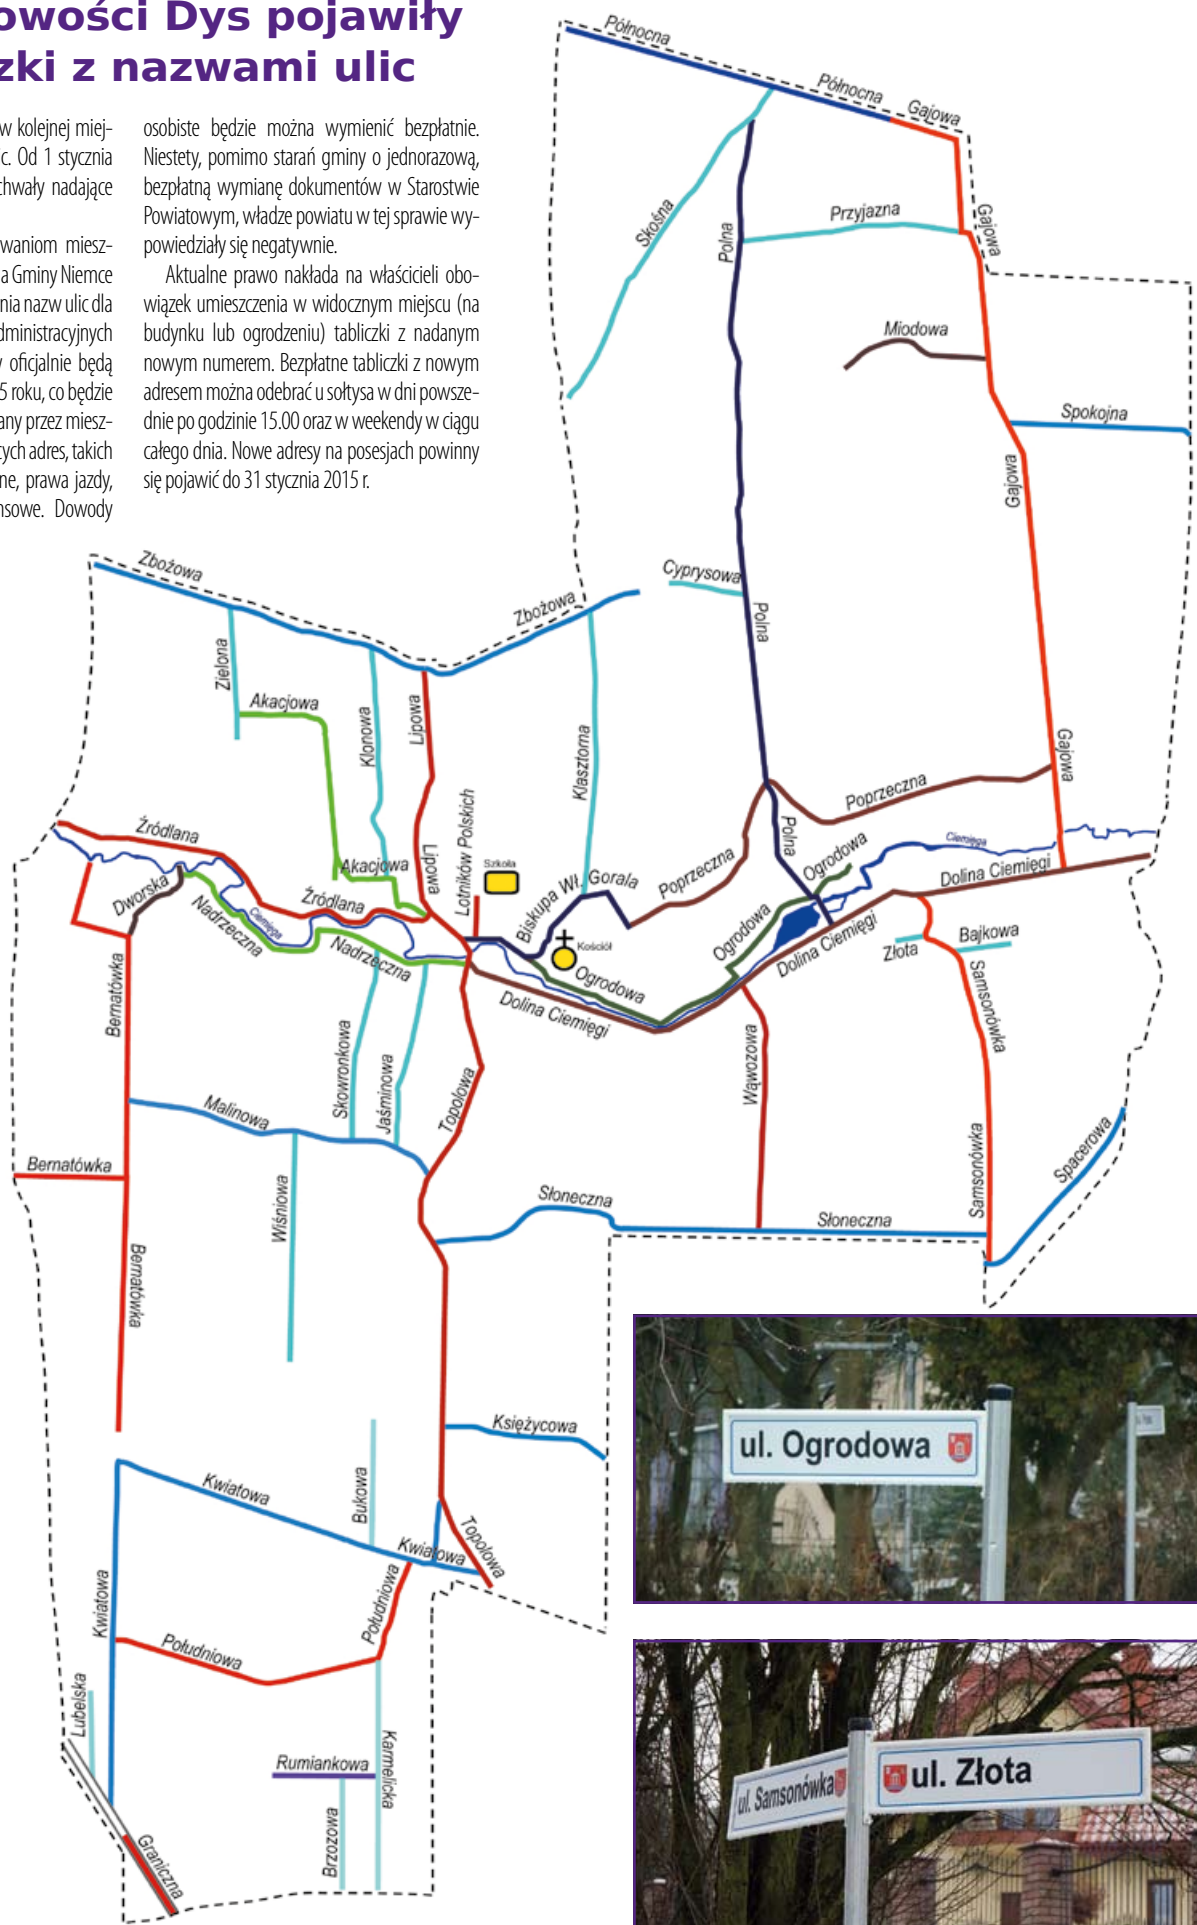 owości Dys pojawiły
zki z nazwami ulic
w kolejnej miej-
c. Od 1 stycznia
chwały nadające
waniom miesz-
a Gminy Niemce
nia nazw ulic dla
dministracyjnych
y oficjalnie będą
5 roku, co będzie
any przez miesz-
cych adres, takich
ne, prawa jazdy,
nsowe. Dowody
osobiste będzie można wymienić bezpłatnie.
Niestety, pomimo starań gminy o jednorazową,
bezpłatną wymianę dokumentów w Starostwie
Powiatowym, władze powiatu w tej sprawie wy-
powiedziały się negatywnie.
Aktualne prawo nakłada na właścicieli obo-
wiązek umieszczenia w widocznym miejscu (na
budynku lub ogrodzeniu) tabliczki z nadanym
nowym numerem. Bezpłatne tabliczki z nowym
adresem można odebrać u sołtysa w dni powsze-
dnie po godzinie 15.00 oraz w weekendy w ciągu
całego dnia. Nowe adresy na posesjach powinny
się pojawić do 31 stycznia 2015 r.
Północna
Północna
Gajowa
Skośna
Polna
Przyjazna
Gajowa
Miodowa
Spokojna
Gajowa
Zbożowa
Zbożowa
Cyprysowa
Polna
Zielona
Akacjowa
Klonowa
Lipowa
Klasztorna
Gajowa
Poprzeczna
Źródlana
Akacjowa
Lipowa
Lotników Polskich
Szkoła
Biskupa Wł. Gorala
Poprzeczna
Polna
Ogrodowa
Ciemięga
Dolina Ciemięgi
Dworska
Nadrzeczna
Ciemięga
Źródlana
Nadrzeczna
Kościół
Ogrodowa
Ogrodowa
Dolina Ciemięgi
Dolina Ciemięgi
Złota
Bajkowa
Samsonówka
Bernatówka
Skowronkowa
Jaśminowa
Topolowa
Wąwozowa
Malinowa
Bernatówka
Wiśniowa
Słoneczna
Słoneczna
Samsonówka
Spacerowa
Bernatówka
Księżycowa
Kwiatowa
Bukowa
Kwiatowa
Topolowa
Kwiatowa
Południowa
Południowa
Lubelska
Rumiankowa
Karmelicka
Brzozowa
Graniczna
ul. Ogrodowa
ul. Samsonówka
ul. Złota